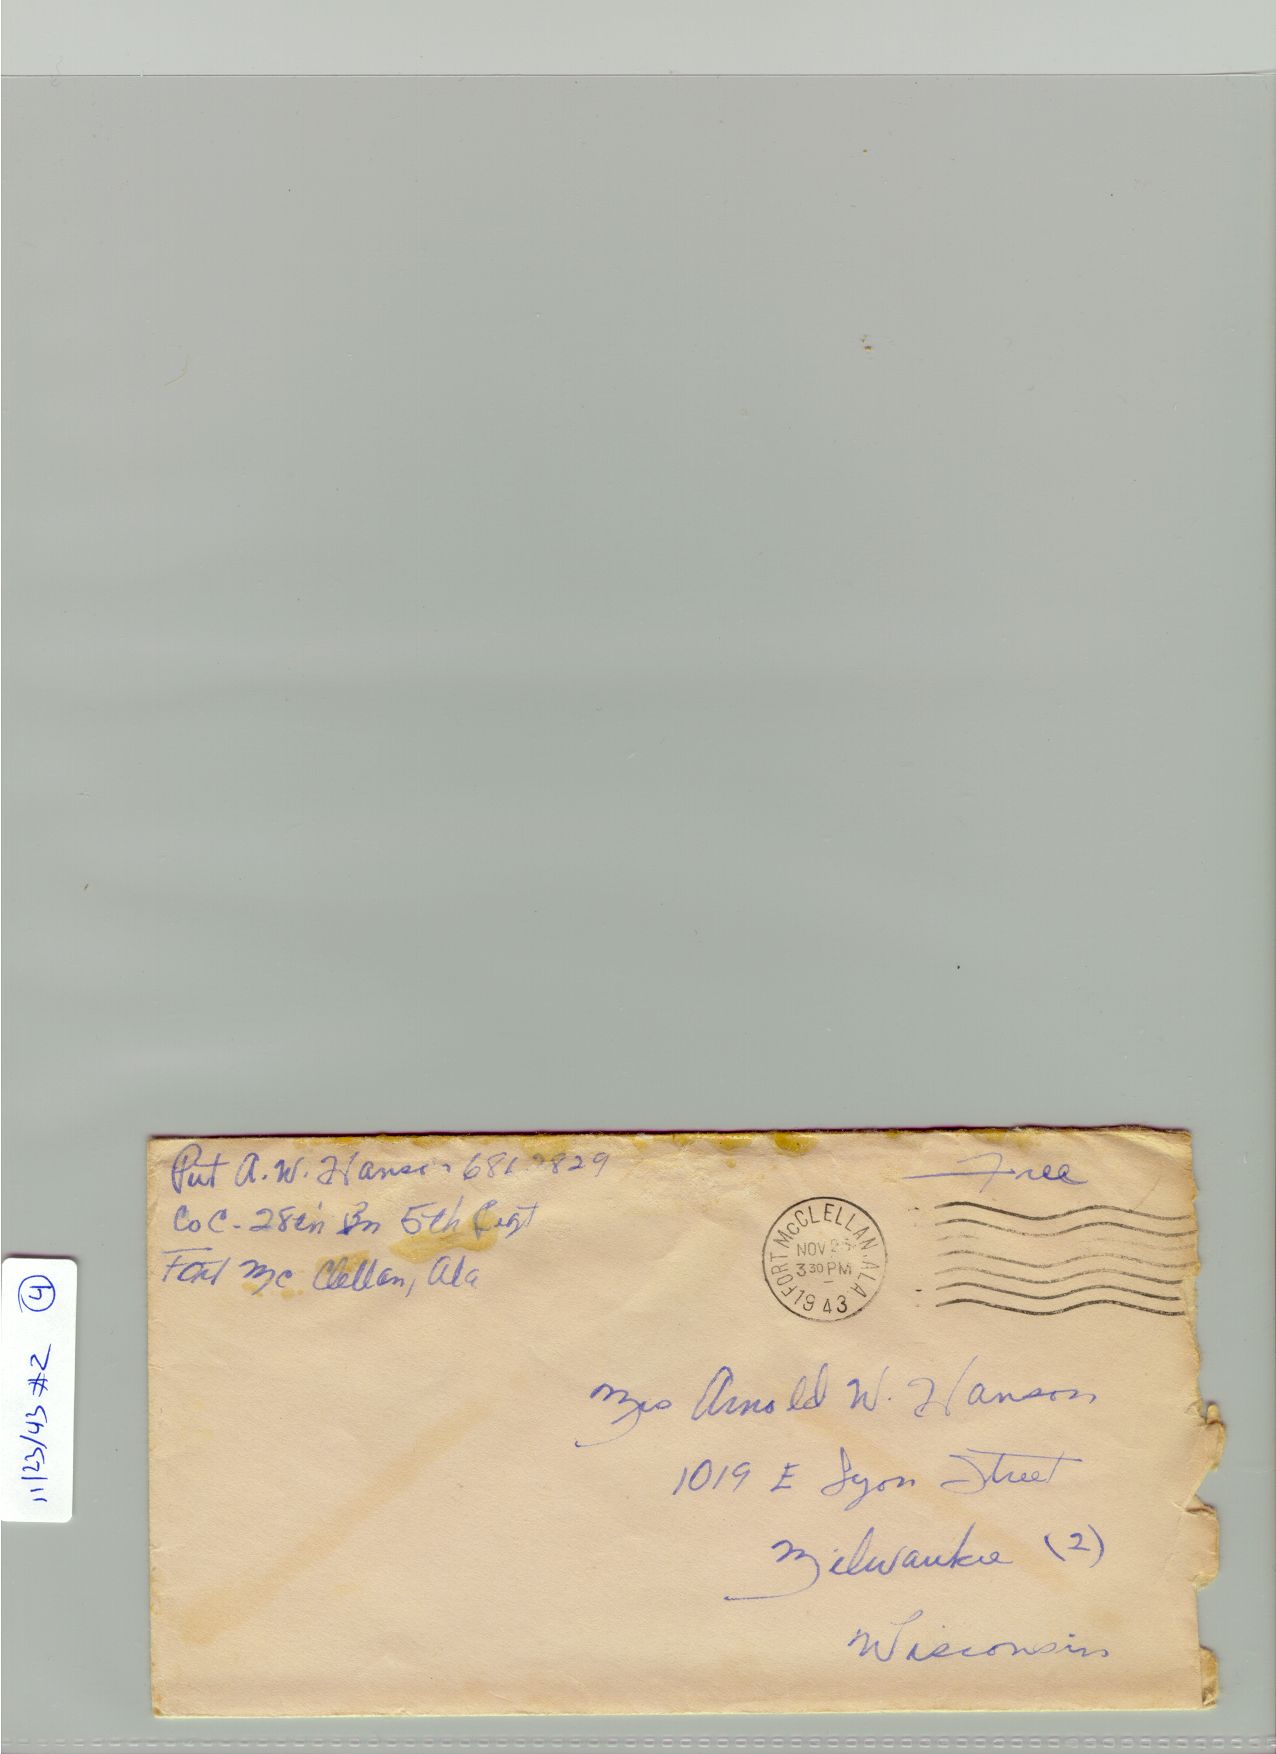 Pvt A. W. Hanson 829
Co C - 28th Bn 5th Regt
Fort Mc Clellan, Ala
Free
FORT McCLELLAN, ALA
NOV
3 30 PM
1943
Mrs Arnold W. Hanson
1019 E Lyon Street
Milwaukee (2)
Wisconsin
11/23/43 #2 4